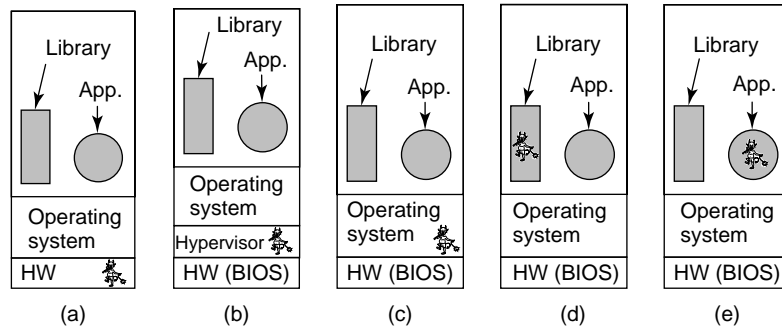 Library
App.
Operating
system
HW
(a)
Library
App.
Operating
system
Hypervisor
HW (BIOS)
(b)
Library
App.
Operating
system
HW (BIOS)
(c)
Library
App.
Operating
system
HW (BIOS)
(d)
Library
App.
Operating
system
HW (BIOS)
(e)